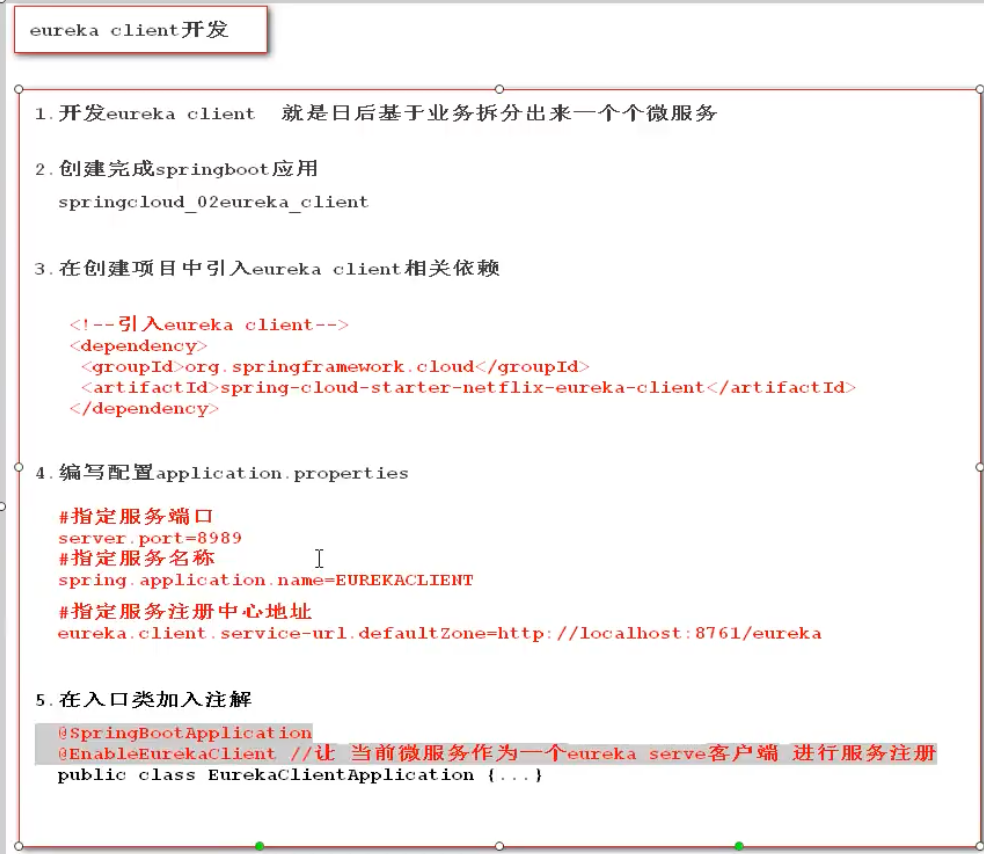 eureka client开发
1.开发eureka client 就是日后基于业务拆分出来一个个微服务
2.创建完成springboot应用
springcloud_02eureka_client
3.在创建项目中引入eureka client相关依赖
<!--引入eureka client-->
<dependency>
<groupId>org.springframework.cloud</groupId>
<artifactId>spring-cloud-starter-netflix-eureka-client</artifactId>
</dependency>
4.编写配置application.properties
#指定服务端口
server.port=8989
#指定服务名称
spring.application.name=EUREKACLIENT
#指定服务注册中心地址
eureka.client.service-url.defaultZone=http://localhost:8761/eureka
5.在入口类加入注解
@SpringBootApplication
@EnableEurekaClient //让 当前微服务作为一个eureka serve客户端 进行服务注册
public class EurekaClientApplication {...}